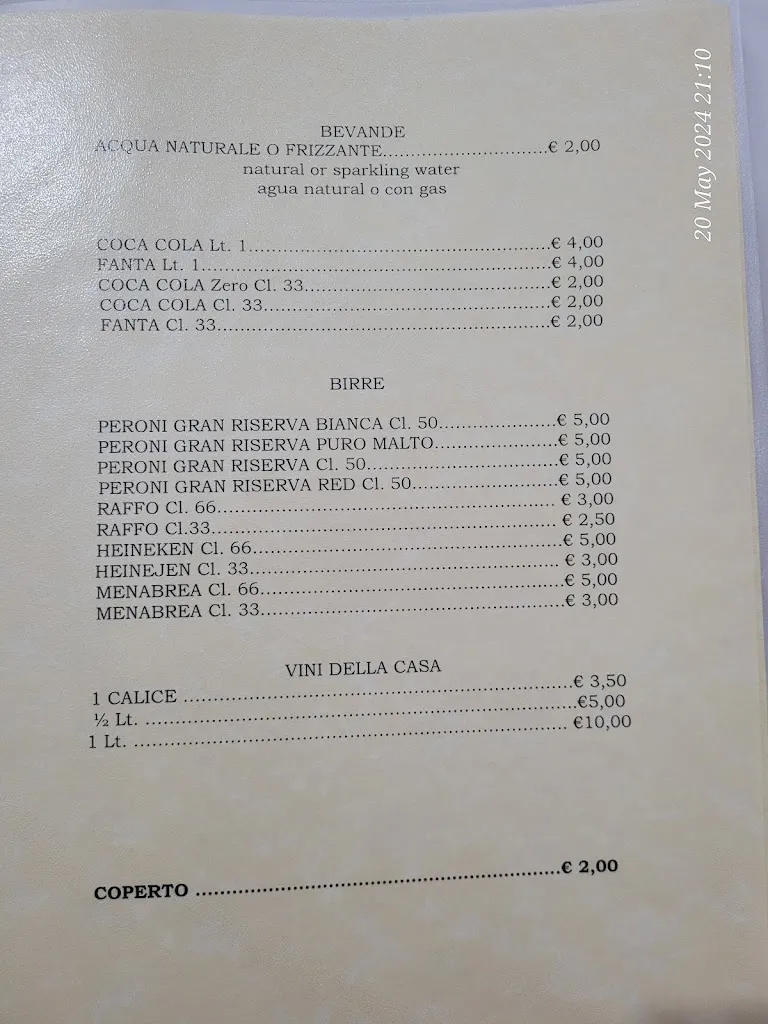 BEVANDE
ACQUA NATURALE O FRIZZANTE..............................€ 2,00
natural or sparkling water
agua natural o con gas
COCA COLA Lt. 1.....................................................€ 4,00
FANTA Lt. 1.............................................................€ 4,00
COCA COLA Zero Cl. 33...........................................€ 2,00
COCA COLA Cl. 33..................................................€ 2,00
FANTA Cl. 33..........................................................€ 2,00
BIRRE
PERONI GRAN RISERVA BIANCA Cl. 50.....................€ 5,00
PERONI GRAN RISERVA PURO MALTO......................€ 5,00
PERONI GRAN RISERVA Cl. 50..................................€ 5,00
PERONI GRAN RISERVA RED Cl. 50..........................€ 5,00
RAFFO Cl. 66.......................................................... € 3,00
RAFFO Cl.33........................................................... € 2,50
HEINEKEN Cl. 66.....................................................€ 5,00
HEINEJEN Cl. 33..................................................... € 3,00
MENABREA Cl. 66....................................................€ 5,00
MENABREA Cl. 33....................................................€ 3,00
VINI DELLA CASA
1 CALICE ..................................................................€ 3,50
½ Lt. .........................................................................€5,00
1 Lt. ......................................................................... €10,00
COPERTO ...............................................................€ 2,00
20 May 2024 21:10